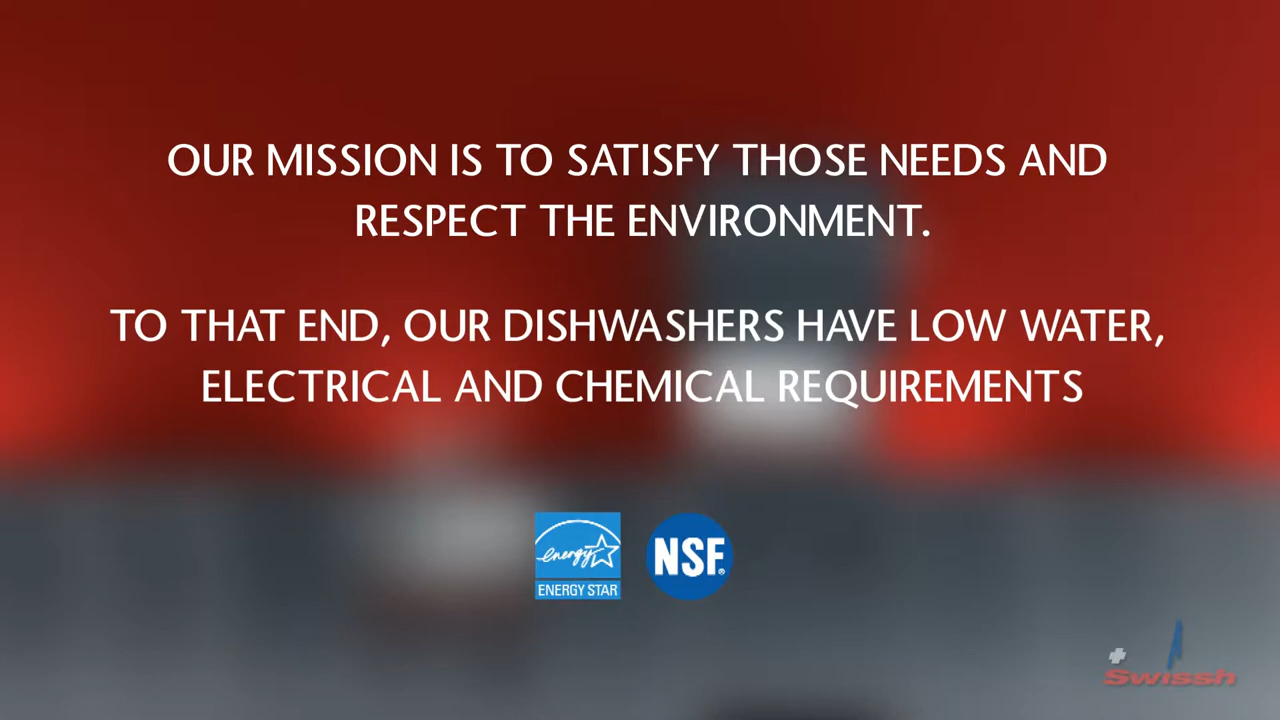 OUR MISSION IS TO SATISFY THOSE NEEDS AND
RESPECT THE ENVIRONMENT.
TO THAT END, OUR DISHWASHERS HAVE LOW WATER,
ELECTRICAL AND CHEMICAL REQUIREMENTS
energy
ENERGY STAR
NSF®
Swissh